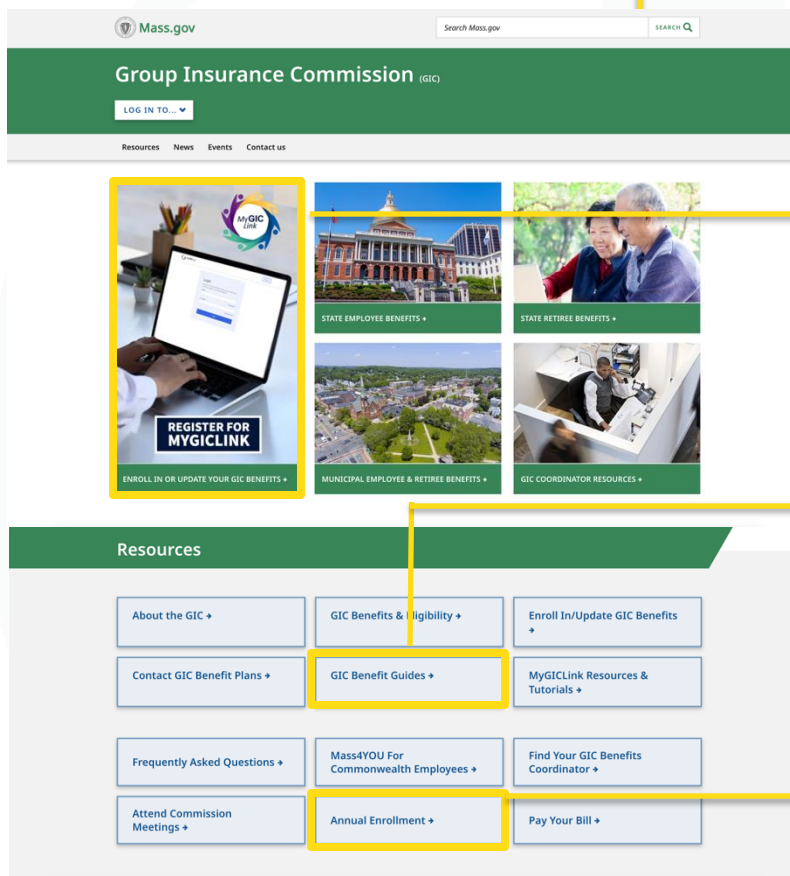 Mass.gov
Search Mass.gov
SEARCH
Group Insurance Commission (GIC)
LOG IN TO...
Resources News Events Contact us
MyGIC
Link
Login
REGISTER FOR
MYGICLINK
ENROLL IN OR UPDATE YOUR GIC BENEFITS →
STATE EMPLOYEE BENEFITS →
STATE RETIREE BENEFITS →
MUNICIPAL EMPLOYEE & RETIREE BENEFITS →
GIC COORDINATOR RESOURCES →
Resources
About the GIC →
GIC Benefits & Eligibility →
Enroll In/Update GIC Benefits
→
Contact GIC Benefit Plans →
GIC Benefit Guides →
MyGICLink Resources &
Tutorials →
Frequently Asked Questions →
Mass4YOU For
Commonwealth Employees →
Find Your GIC Benefits
Coordinator →
Attend Commission
Meetings →
Annual Enrollment →
Pay Your Bill →